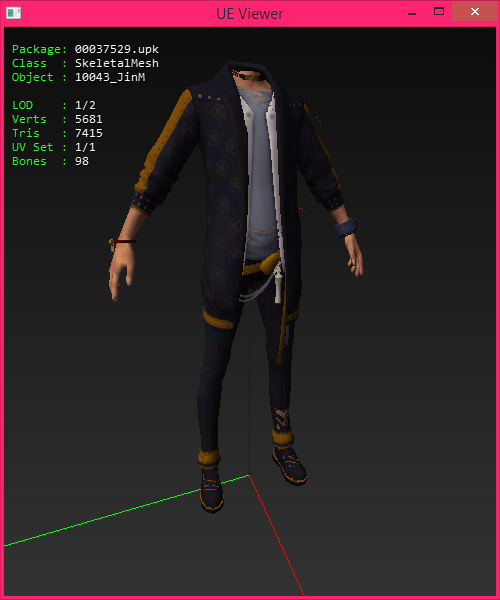 UE Viewer
Package: 00037529.upk
Class : SkeletalMesh
Object : 10043_JinM
LOD : 1/2
Verts : 5681
Tris : 7415
UV Set : 1/1
Bones : 98